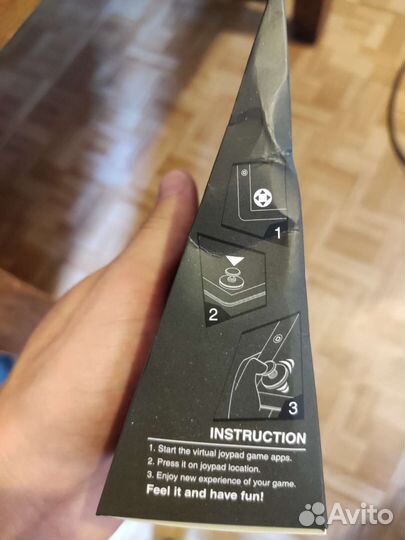 1
2
3
INSTRUCTION
1. Start the virtual joypad game apps.
2. Press it on joypad location.
3. Enjoy new experience of your game.
Feel it and have fun!
Avito